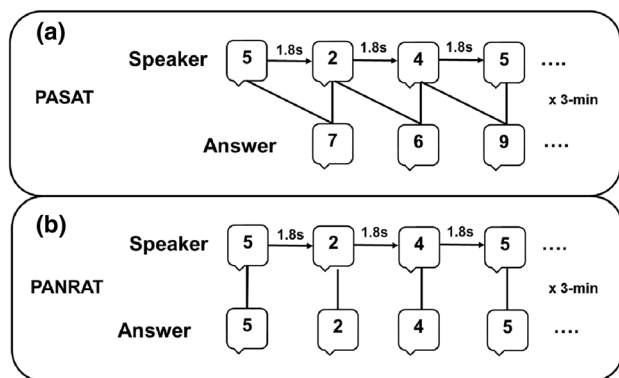 (a)
Speaker 5 1.8s 2 1.8s 4 1.8s 5 ....
PASAT x 3-min
Answer 7 6 9 ....
(b)
Speaker 5 1.8s 2 1.8s 4 1.8s 5 ....
PANRAT x 3-min
Answer 5 2 4 5 ....